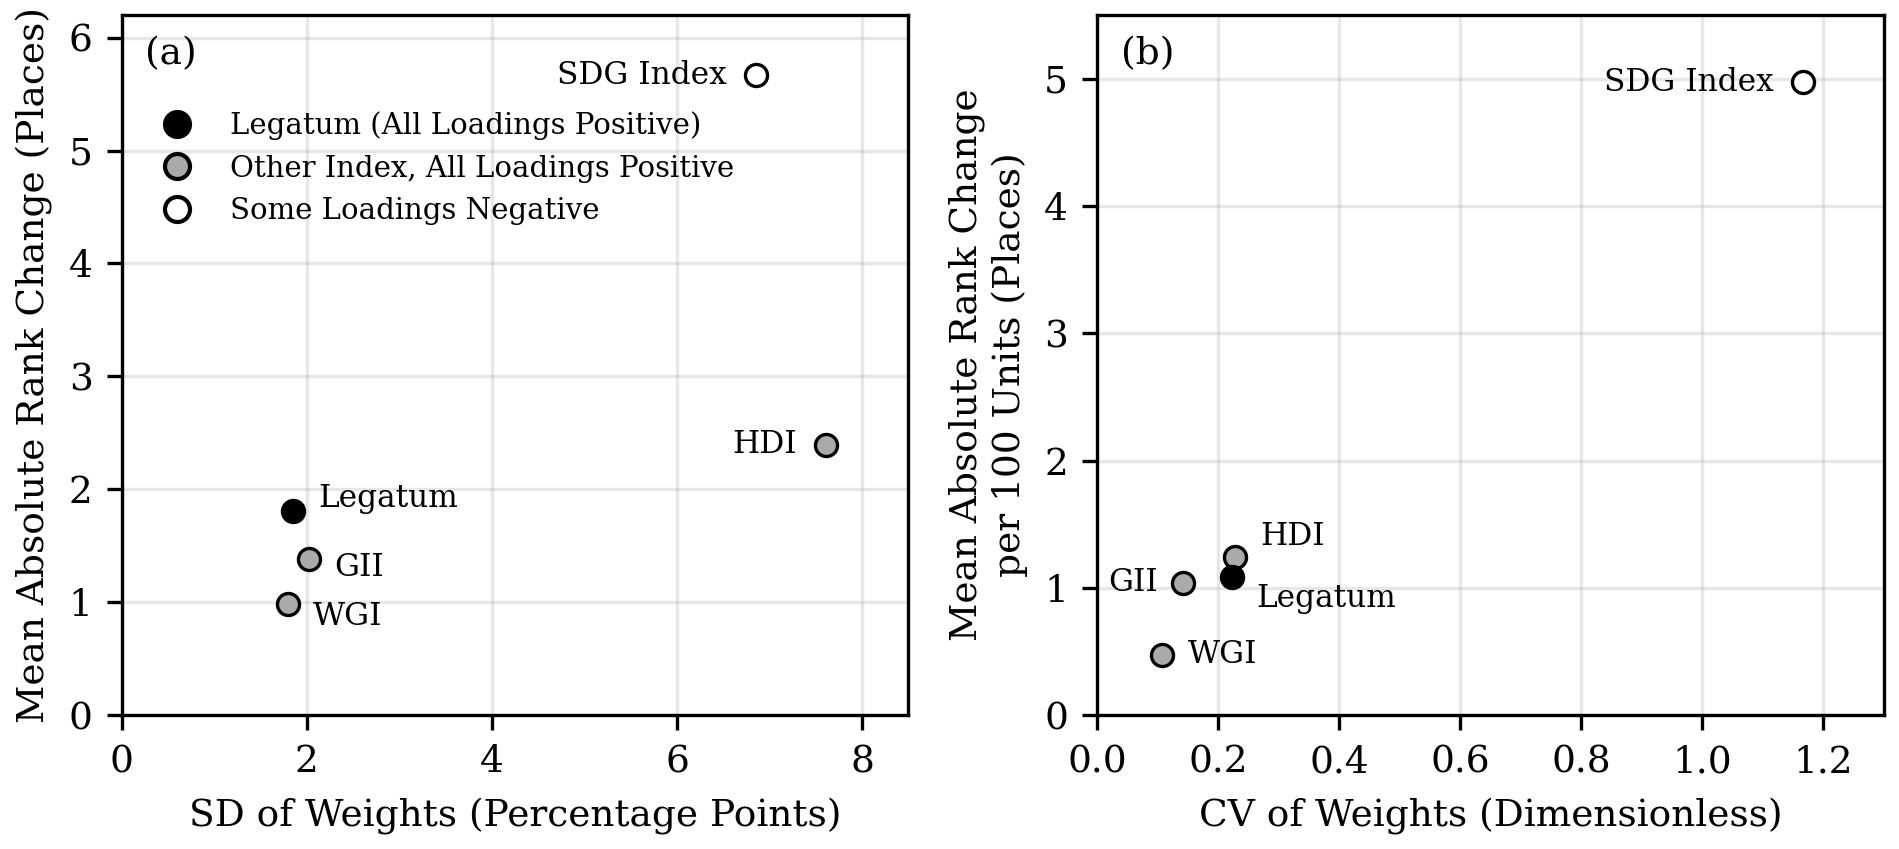 Mean Absolute Rank Change (Places)
6
5
4
3
2
1
0
(a)
SDG Index
Legatum (All Loadings Positive)
Other Index, All Loadings Positive
Some Loadings Negative
HDI
Legatum
GII
WGI
0 2 4 6 8
SD of Weights (Percentage Points)
Mean Absolute Rank Change
per 100 Units (Places)
5
4
3
2
1
0
(b)
SDG Index
HDI
GII
Legatum
WGI
0.0 0.2 0.4 0.6 0.8 1.0 1.2
CV of Weights (Dimensionless)